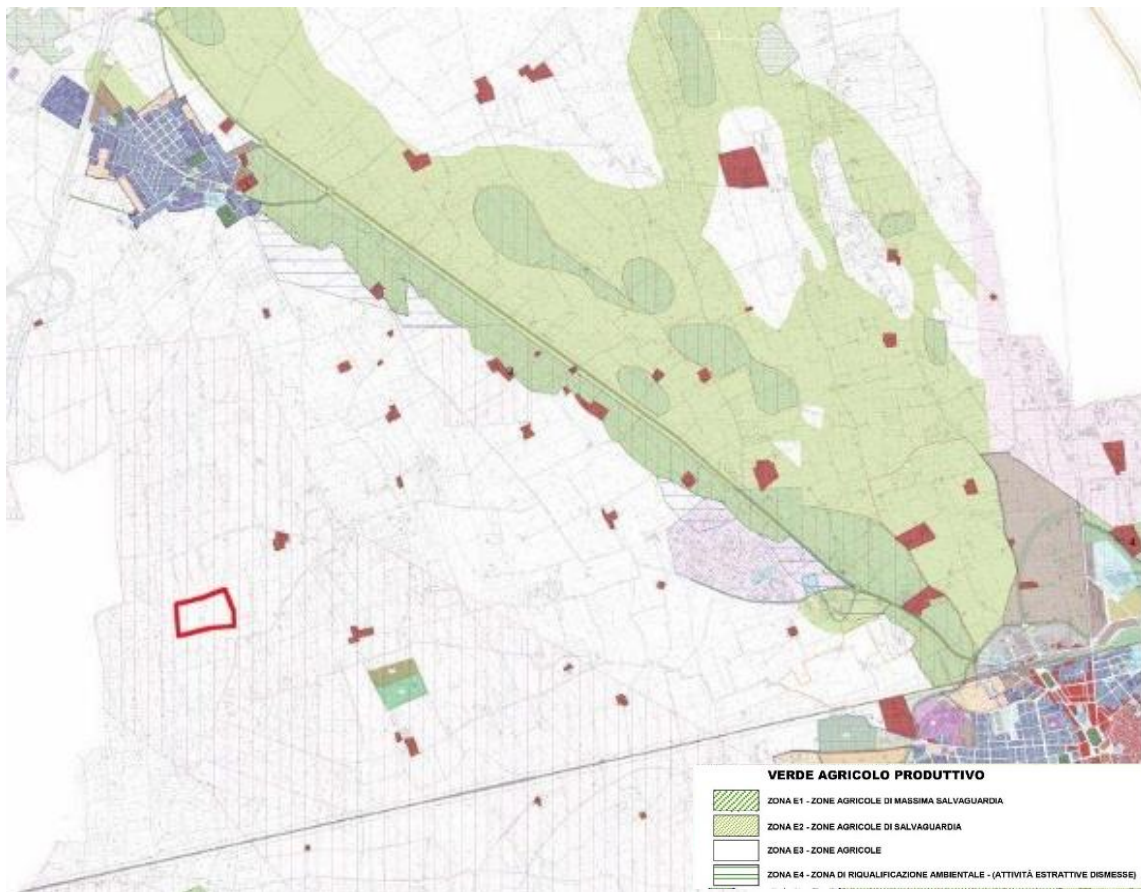 VERDE AGRICOLO PRODUTTIVO
ZONA E1 - ZONE AGRICOLE DI MASSIMA SALVAGUARDIA
ZONA E2 - ZONE AGRICOLE DI SALVAGUARDIA
ZONA E3 - ZONE AGRICOLE
ZONA E4 - ZONA DI RIQUALIFICAZIONE AMBIENTALE - (ATTIVITÀ ESTRATTIVE DISMESSE)